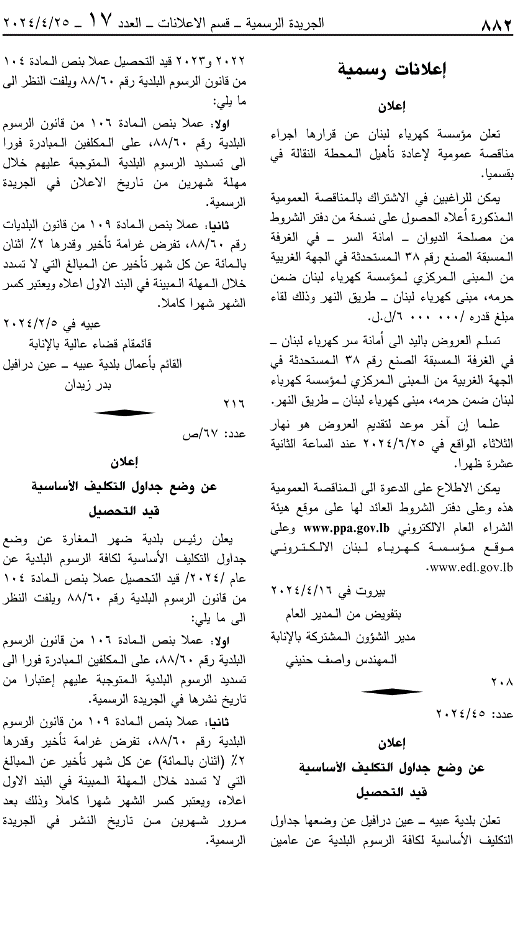 ٨٨٢
الجريدة الرسمية ــ قسم الاعلانات ــ العدد ١٧ ــ ٢٠٢٤/٤/٢٥
إعلانات رسمية
إعلان
تعلن مؤسسة كهرباء لبنان عن قرارها اجراء
مناقصة عمومية لإعادة تأهيل المحطة النقالة في
بقسميا.
يمكن للراغبين في الاشتراك بالمناقصة العمومية
المذكورة أعلاه الحصول على نسخة من دفتر الشروط
من مصلحة الديوان ــ امانة السر ــ في الغرفة
المسبقة الصنع رقم ٣٨ المستحدثة في الجهة الغربية
من المبنى المركزي لمؤسسة كهرباء لبنان ضمن
حرمه، مبنى كهرباء لبنان ــ طريق النهر وذلك لقاء
مبلغ قدره /٠٠٠ ٠٠٠ ٦/ل.ل.
تسلم العروض باليد الى أمانة سر كهرباء لبنان ــ
في الغرفة المسبقة الصنع رقم ٣٨ المستحدثة في
الجهة الغربية من المبنى المركزي لمؤسسة كهرباء
لبنان ضمن حرمه، مبنى كهرباء لبنان ــ طريق النهر.
علما إن آخر موعد لتقديم العروض هو نهار
الثلاثاء الواقع في ٢٠٢٤/٦/٢٥ عند الساعة الثانية
عشرة ظهرا.
يمكن الاطلاع على الدعوة الى المناقصة العمومية
هذه وعلى دفتر الشروط العائد لها على موقع هيئة
الشراء العام الالكتروني www.ppa.gov.lb وعلى
موقع مؤسسة كهرباء لبنان الالكتروني
www.edl.gov.lb.
بيروت في ٢٠٢٤/٤/١٦
بتفويض من المدير العام
مدير الشؤون المشتركة بالإنابة
المهندس واصف حنيني
٢٠٨
عدد: ٢٠٢٤/٤٥
إعلان
عن وضع جداول التكليف الأساسية
قيد التحصيل
تعلن بلدية عبيه ــ عين درافيل عن وضعها جداول
التكليف الأساسية لكافة الرسوم البلدية عن عامين
٢٠٢٢ و٢٠٢٣ قيد التحصيل عملا بنص المادة ١٠٤
من قانون الرسوم البلدية رقم ٨٨/٦٠ ويلفت النظر الى
ما يلي:
اولا: عملا بنص المادة ١٠٦ من قانون الرسوم
البلدية رقم ٨٨/٦٠، على المكلفين المبادرة فورا
الى تسديد الرسوم البلدية المتوجبة عليهم خلال
مهلة شهرين من تاريخ الاعلان في الجريدة
الرسمية.
ثانيا: عملا بنص المادة ١٠٩ من قانون البلديات
رقم ٨٨/٦٠، تفرض غرامة تأخير وقدرها ٢٪ اثنان
بالمائة عن كل شهر تأخير عن المبالغ التي لا تسدد
خلال المهلة المبينة في البند الاول اعلاه ويعتبر كسر
الشهر شهرا كاملا.
عبيه في ٢٠٢٤/٢/٥
قائمقام قضاء عالية بالإنابة
القائم بأعمال بلدية عبيه ــ عين درافيل
بدر زيدان
٢١٦
عدد: ٦٧/ص
إعلان
عن وضع جداول التكليف الأساسية
قيد التحصيل
يعلن رئيس بلدية ضهر المغارة عن وضع
جداول التكليف الأساسية لكافة الرسوم البلدية عن
عام /٢٠٢٤/ قيد التحصيل عملا بنص المادة ١٠٤
من قانون الرسوم البلدية رقم ٨٨/٦٠ ويلفت النظر
الى ما يلي:
اولا: عملا بنص المادة ١٠٦ من قانون الرسوم
البلدية رقم ٨٨/٦٠، على المكلفين المبادرة فورا الى
تسديد الرسوم البلدية المتوجبة عليهم إعتبارا من
تاريخ نشرها في الجريدة الرسمية.
ثانيا: عملا بنص المادة ١٠٩ من قانون الرسوم
البلدية رقم ٨٨/٦٠، تفرض غرامة تأخير وقدرها
٢٪ (اثنان بالمائة) عن كل شهر تأخير عن المبالغ
التي لا تسدد خلال المهلة المبينة في البند الاول
اعلاه، ويعتبر كسر الشهر شهرا كاملا وذلك بعد
مرور شهرين من تاريخ النشر في الجريدة
الرسمية.